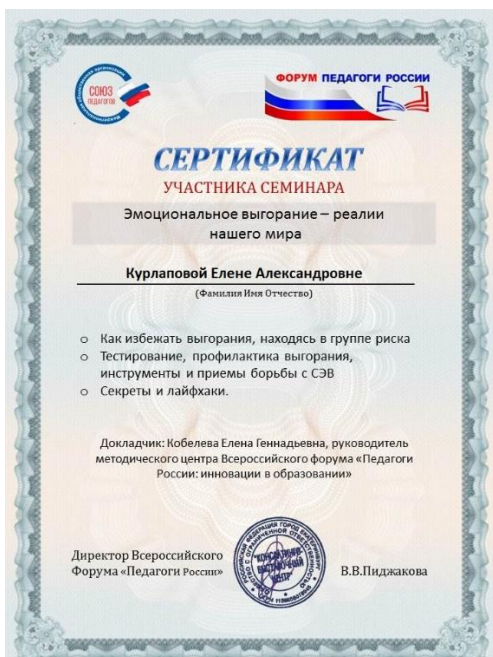 СОЮЗ
ПЕДАГОГОВ
ФОРУМ ПЕДАГОГИ РОССИИ
СЕРТИФИКАТ
УЧАСТНИКА СЕМИНАРА
Эмоциональное выгорание – реалии
нашего мира
Курлаповой Елене Александровне
(Фамилия Имя Отчество)
o Как избежать выгорания, находясь в группе риска
o Тестирование, профилактика выгорания,
инструменты и приемы борьбы с СЭВ
o Секреты и лайфхаки.
Докладчик: Кобелева Елена Геннадьевна, руководитель
методического центра Всероссийского форума «Педагоги
России: инновации в образовании»
Директор Всероссийского
Форума «Педагоги России»
В.В.Пиджакова